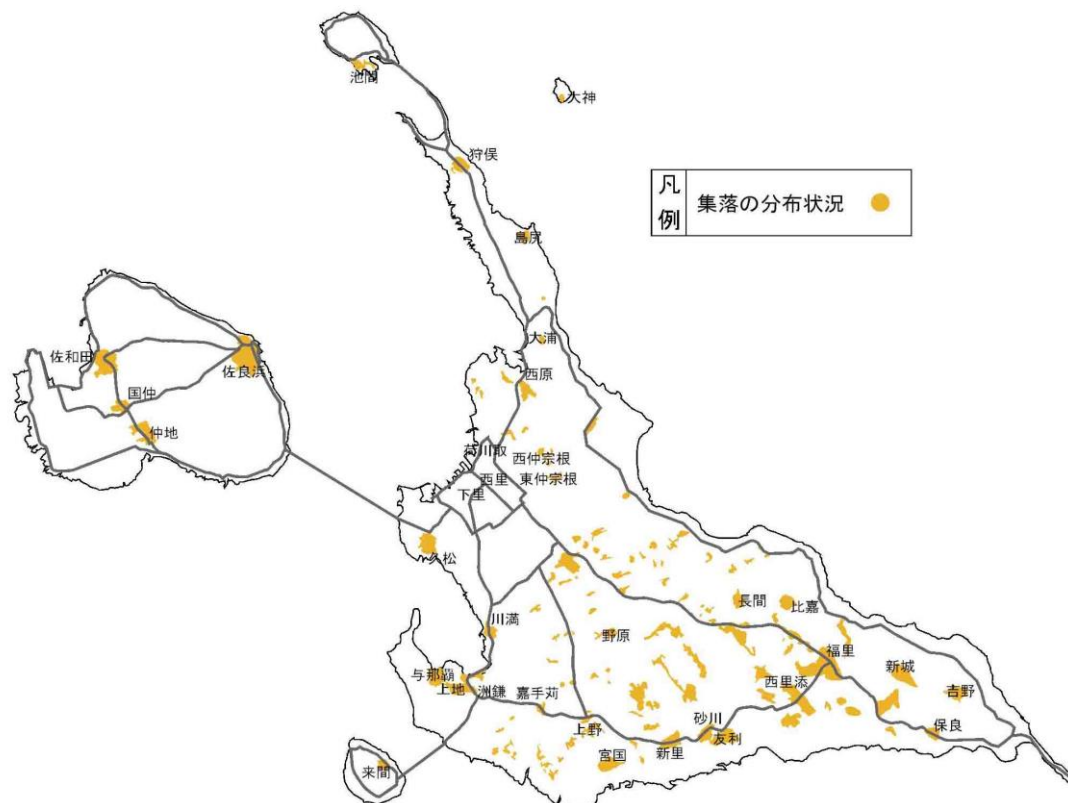 池間
大神
狩俣
凡例
集落の分布状況
島尻
大浦
佐和田
佐良浜
西原
国仲
仲地
荷川取
西仲宗根
西里
東仲宗根
下里
久松
長間
比嘉
川満
野原
福里
与那覇
新城
上地
洲鎌
嘉手苅
西里添
吉野
上野
砂川
友利
保良
新里
宮国
来間